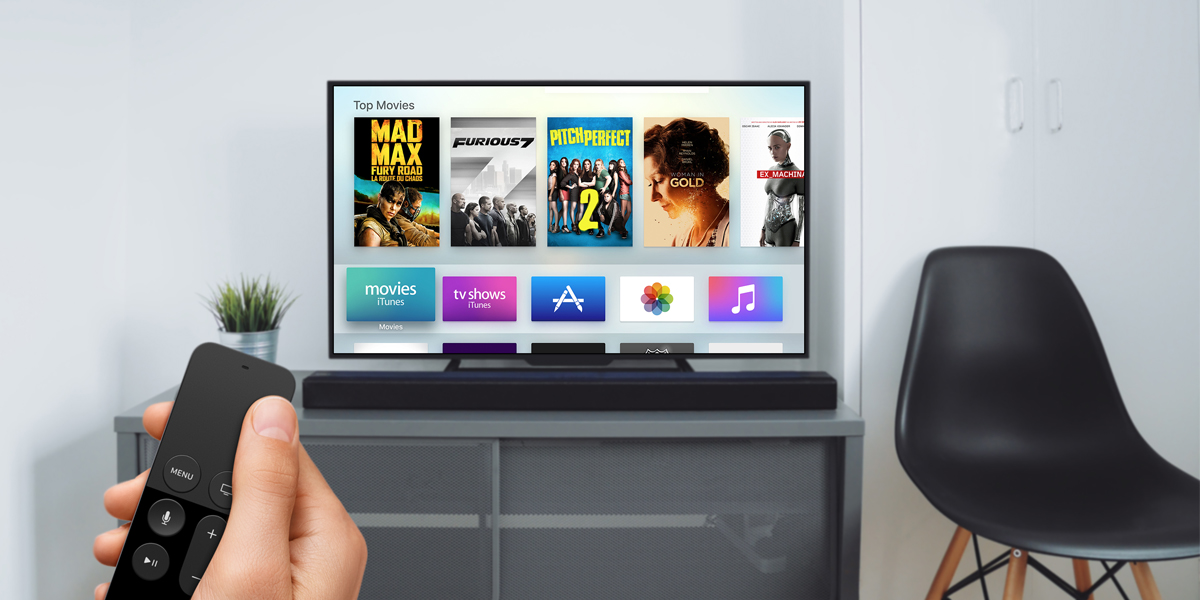 Top Movies
MAD
MAX
FURY ROAD
LA ROUTE DU CHAOS
FURIOUS7
PITCH PERFECT
2
WOMAN IN
GOLD
EX_MACHINA
movies
iTunes
tv shows
iTunes
Movies
MENU
+
−